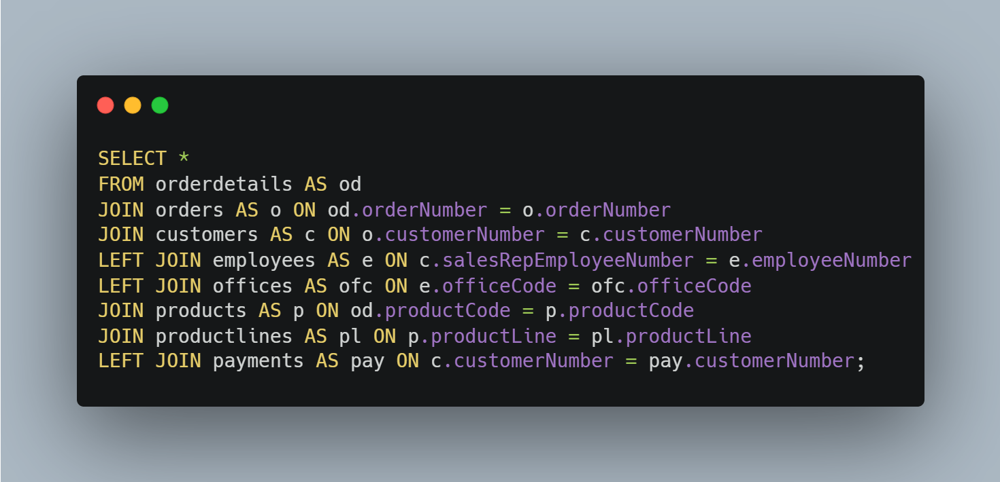 SELECT *
FROM orderdetails AS od
JOIN orders AS o ON od.orderNumber = o.orderNumber
JOIN customers AS c ON o.customerNumber = c.customerNumber
LEFT JOIN employees AS e ON c.salesRepEmployeeNumber = e.employeeNumber
LEFT JOIN offices AS ofc ON e.officeCode = ofc.officeCode
JOIN products AS p ON od.productCode = p.productCode
JOIN productlines AS pl ON p.productLine = pl.productLine
LEFT JOIN payments AS pay ON c.customerNumber = pay.customerNumber;